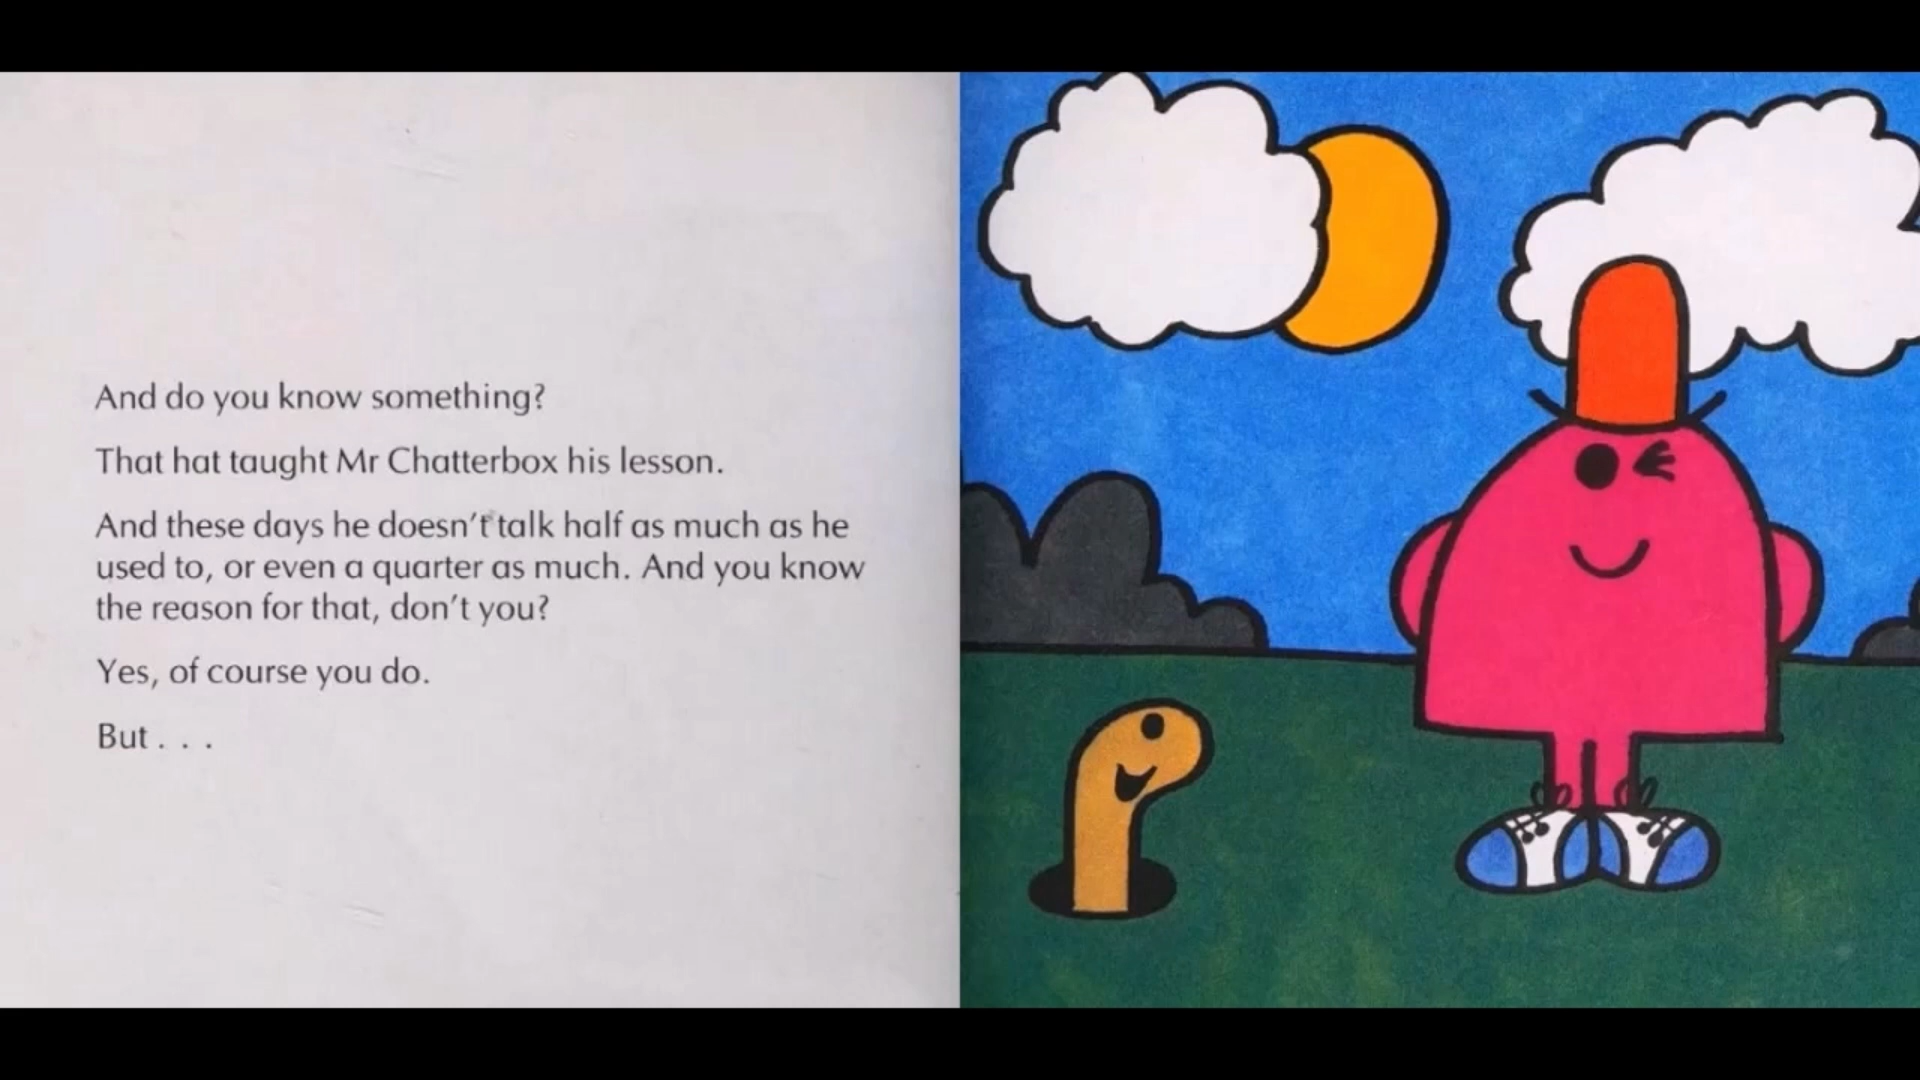 And do you know something?
That hat taught Mr Chatterbox his lesson.
And these days he doesn't talk half as much as he
used to, or even a quarter as much. And you know
the reason for that, don't you?
Yes, of course you do.
But . . .